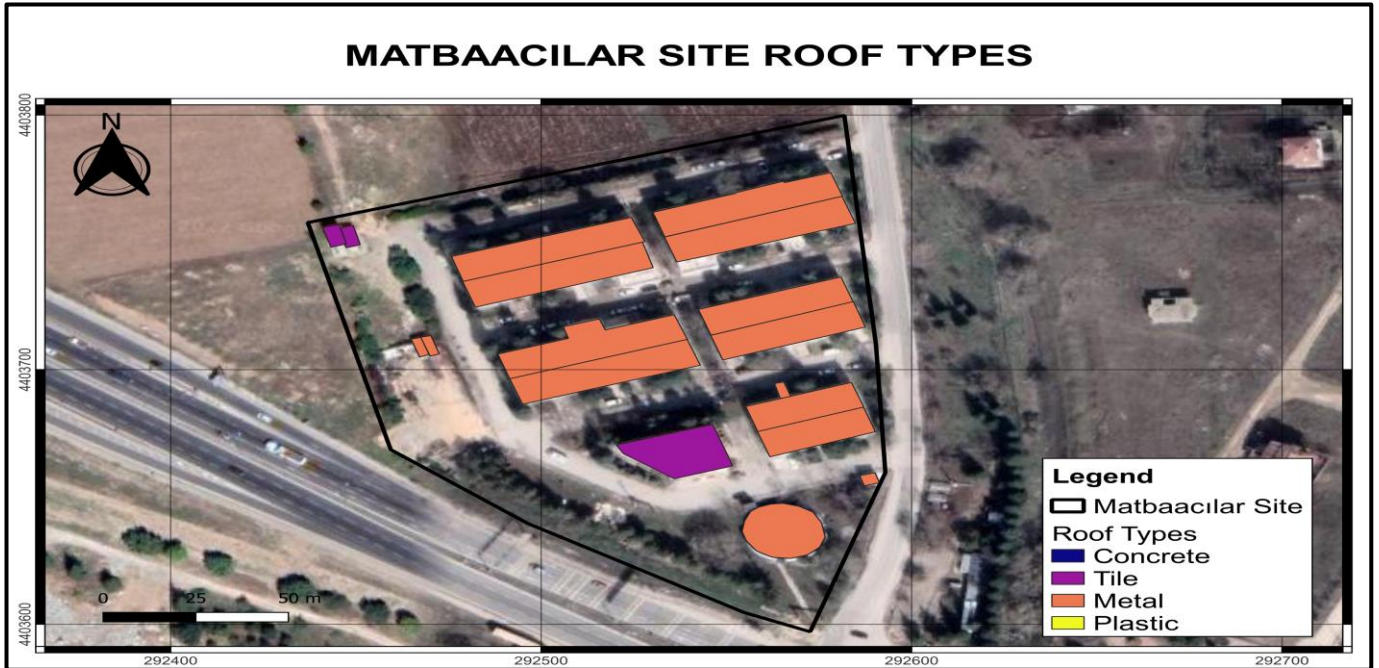 MATBAACILAR SITE ROOF TYPES
N
4403800
4403700
4403600
0 25 50 m
292400 292500 292600 292700
Legend
Matbaacılar Site
Roof Types
Concrete
Tile
Metal
Plastic